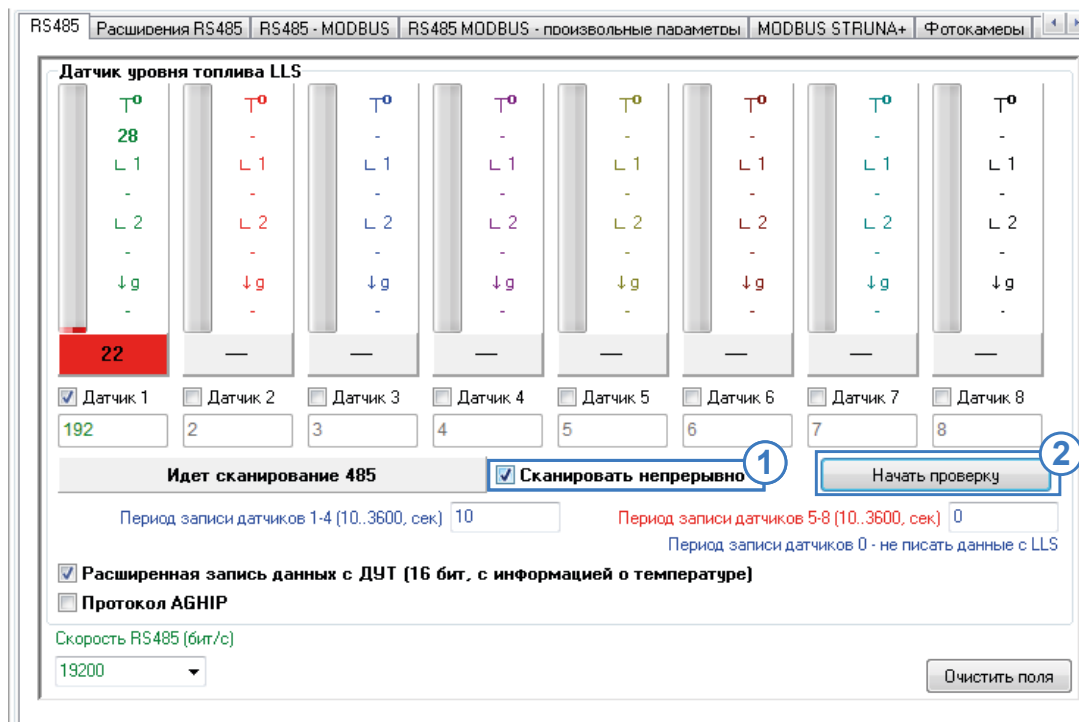 RS485 Расширения RS485 RS485 - MODBUS RS485 MODBUS - произвольные параметры MODBUS STRUNA+ Фотокамеры
Датчик уровня топлива LLS
T° T° T° T° T° T° T° T°
28 - - - - - - -
∟ 1 ∟ 1 ∟ 1 ∟ 1 ∟ 1 ∟ 1 ∟ 1 ∟ 1
- - - - - - - -
∟ 2 ∟ 2 ∟ 2 ∟ 2 ∟ 2 ∟ 2 ∟ 2 ∟ 2
- - - - - - - -
↓g ↓g ↓g ↓g ↓g ↓g ↓g ↓g
- - - - - - - -
22 — — — — — — —
Датчик 1 Датчик 2 Датчик 3 Датчик 4 Датчик 5 Датчик 6 Датчик 7 Датчик 8
192 2 3 4 5 6 7 8
Идет сканирование 485 Сканировать непрерывно 1 Начать проверку 2
Период записи датчиков 1-4 (10..3600, сек) 10 Период записи датчиков 5-8 (10..3600, сек) 0
Период записи датчиков 0 - не писать данные с LLS
Расширенная запись данных с ДУТ (16 бит, с информацией о температуре)
Протокол AGHIP
Скорость RS485 (бит/с)
19200
Очистить поля